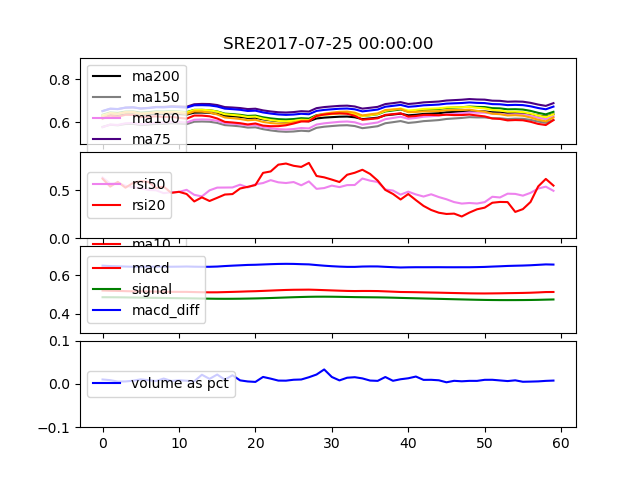 SRE2017-07-25 00:00:00
0.8
0.6
ma200
ma150
ma100
ma75
0.5
0.0
rsi50
rsi20
ma10
0.6
0.4
macd
signal
macd_diff
0.1
0.0
−0.1
volume as pct
0 10 20 30 40 50 60